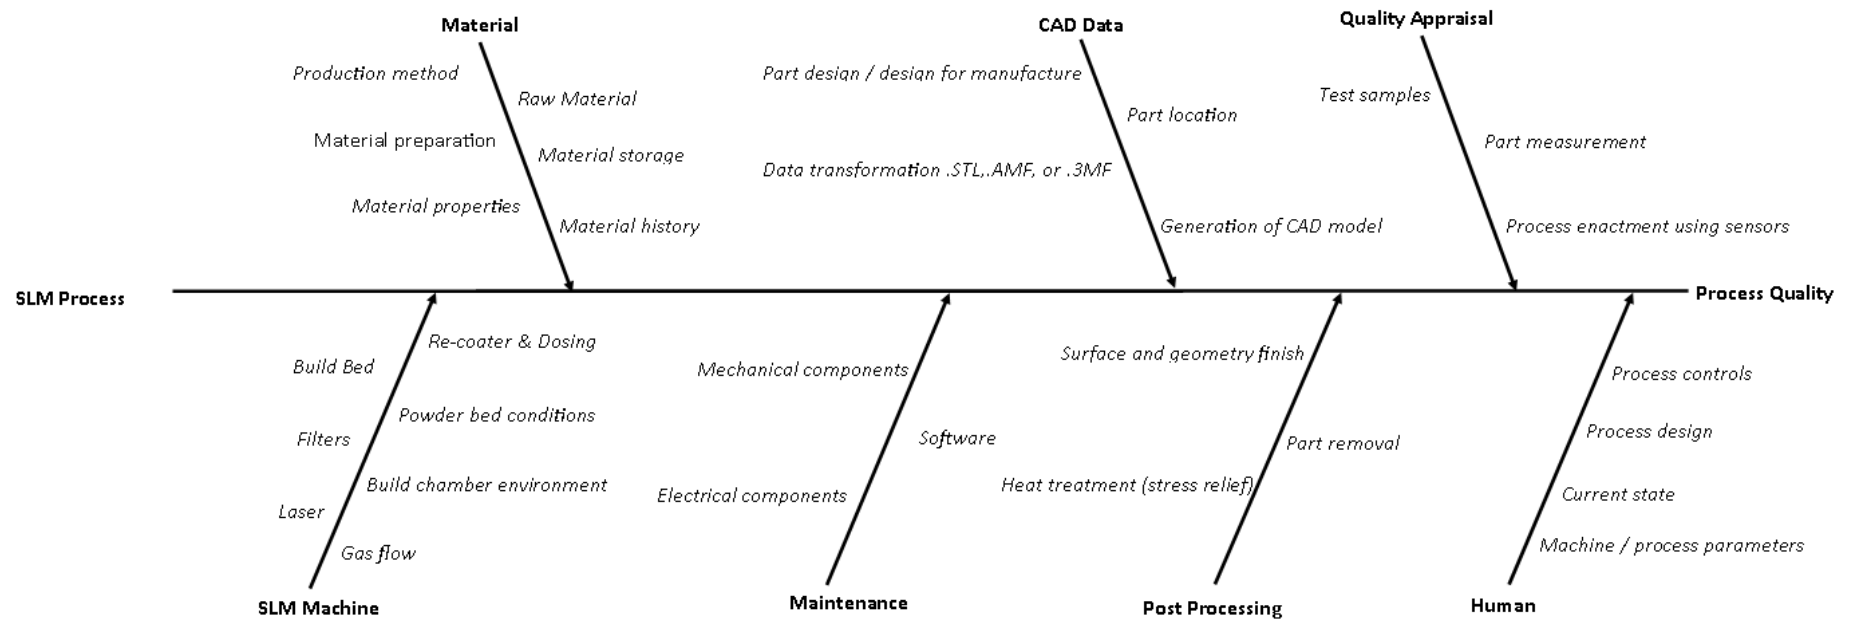 Material
Production method
Raw Material
Material preparation
Material storage
Material properties
Material history
CAD Data
Part design / design for manufacture
Part location
Data transformation .STL,.AMF, or .3MF
Generation of CAD model
Quality Appraisal
Test samples
Part measurement
Process enactment using sensors
SLM Process
Process Quality
Re-coater & Dosing
Build Bed
Powder bed conditions
Filters
Build chamber environment
Laser
Gas flow
SLM Machine
Mechanical components
Software
Electrical components
Maintenance
Surface and geometry finish
Part removal
Heat treatment (stress relief)
Post Processing
Process controls
Process design
Current state
Machine / process parameters
Human